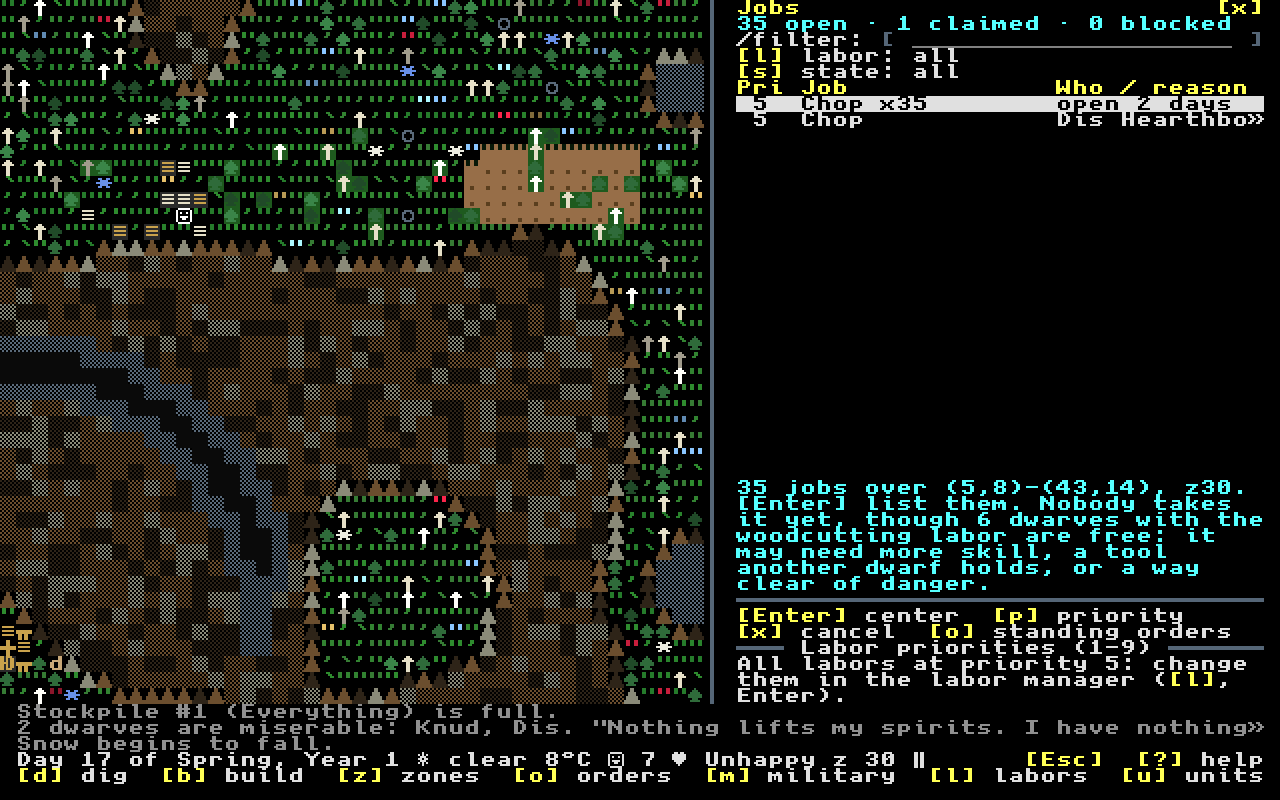 Jobs [x]
35 open · 1 claimed · 0 blocked
/filter: [ ]
[l] labor: all
[s] state: all
Pri Job Who / reason
5 Chop x35 open 2 days
5 Chop Dis Hearthbo»
35 jobs over (5,8)–(43,14), z30.
[Enter] list them. Nobody takes
it yet, though 6 dwarves with the
woodcutting labor are free: it
may need more skill, a tool
another dwarf holds, or a way
clear of danger.
[Enter] center [p] priority
[x] cancel [o] standing orders
Labor priorities (1-9)
All labors at priority 5: change
them in the labor manager ([l],
Enter).
Stockpile #1 (Everything) is full.
2 dwarves are miserable: Knud, Dis. "Nothing lifts my spirits. I have nothing»
Snow begins to fall.
Day 17 of Spring, Year 1 * clear 8°C ☺ 7 ♥ Unhappy z 30 ‖ [Esc] [?] help
[d] dig [b] build [z] zones [o] orders [m] military [l] labors [u] units